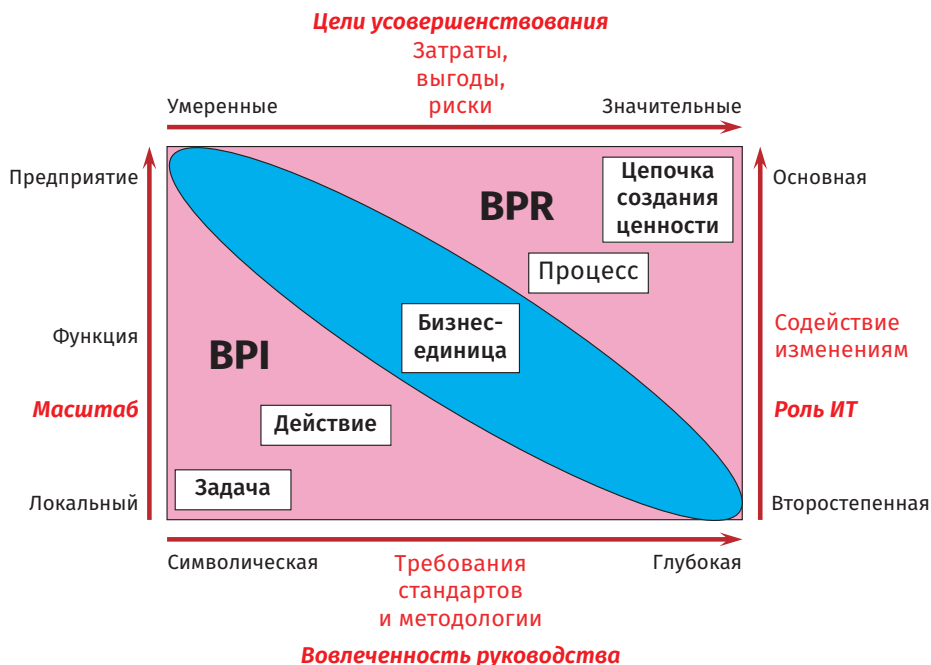 Цели усовершенствования
Затраты,
выгоды,
риски
Умеренные
Значительные
Предприятие
Цепочка
создания
ценности
Основная
BPR
Процесс
Функция
Бизнес-
единица
Содействие
изменениям
BPI
Масштаб
Действие
Роль ИТ
Задача
Локальный
Второстепенная
Символическая
Требования
стандартов
и методологии
Глубокая
Вовлеченность руководства